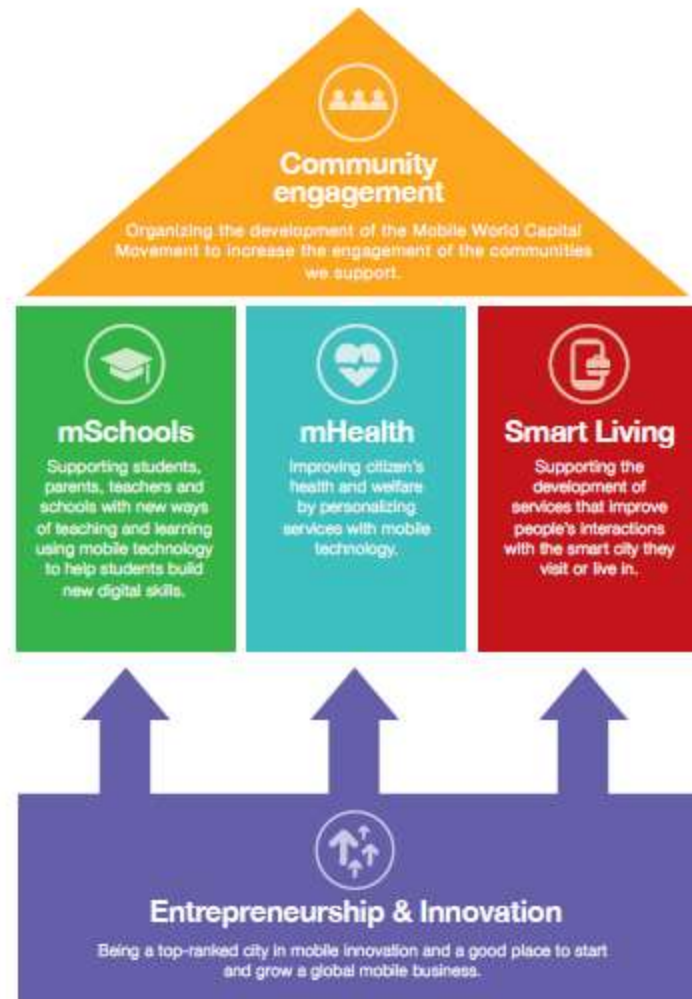 Community
engagement
Organizing the development of the Mobile World Capital
Movement to increase the engagement of the communities
we support.
mSchools
Supporting students,
parents, teachers and
schools with new ways
of teaching and learning
using mobile technology
to help students build
new digital skills.
mHealth
Improving citizen's
health and welfare
by personalizing
services with mobile
technology.
Smart Living
Supporting the
development of
services that improve
people's interactions
with the smart city they
visit or live in.
Entrepreneurship & Innovation
Being a top-ranked city in mobile innovation and a good place to start
and grow a global mobile business.